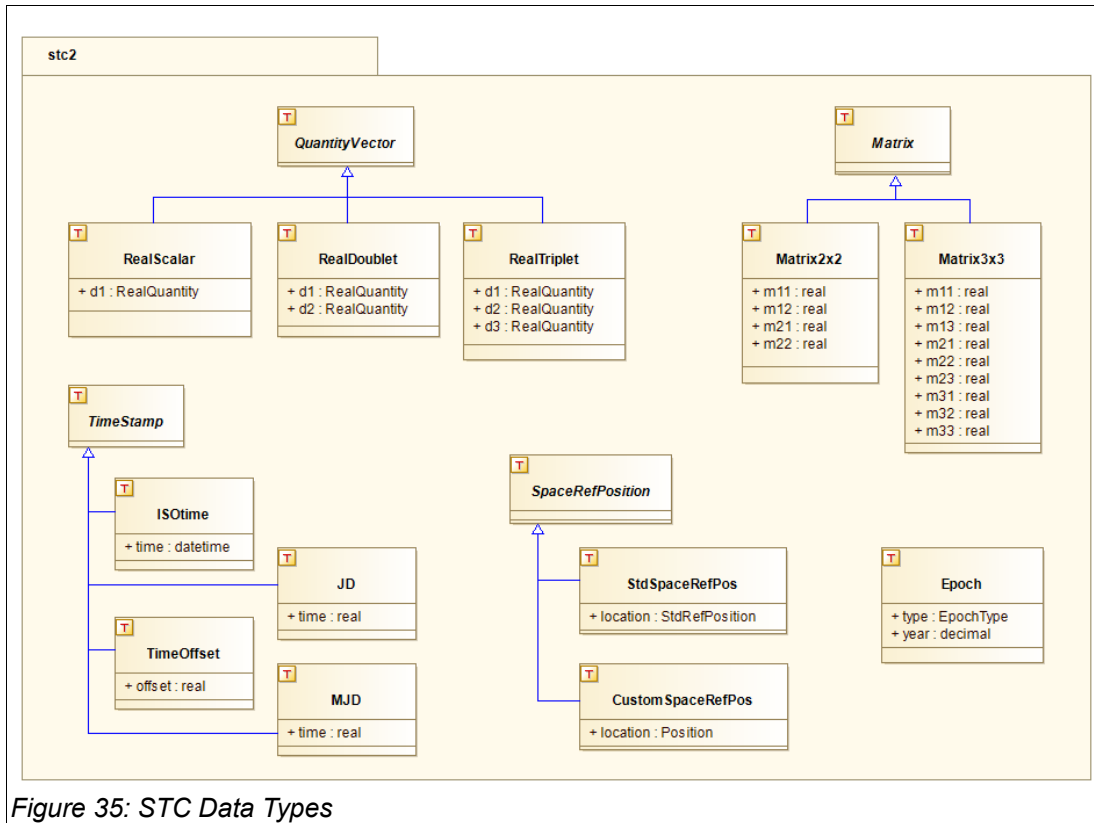 stc2
T
QuantityVector
T
Matrix
T
RealScalar
+ d1 : RealQuantity
T
RealDoublet
+ d1 : RealQuantity
+ d2 : RealQuantity
T
RealTriplet
+ d1 : RealQuantity
+ d2 : RealQuantity
+ d3 : RealQuantity
T
Matrix2x2
+ m11 : real
+ m12 : real
+ m21 : real
+ m22 : real
T
Matrix3x3
+ m11 : real
+ m12 : real
+ m13 : real
+ m21 : real
+ m22 : real
+ m23 : real
+ m31 : real
+ m32 : real
+ m33 : real
T
TimeStamp
T
ISOtime
+ time : datetime
T
JD
+ time : real
T
TimeOffset
+ offset : real
T
MJD
+ time : real
T
SpaceRefPosition
T
StdSpaceRefPos
+ location : StdRefPosition
T
CustomSpaceRefPos
+ location : Position
T
Epoch
+ type : EpochType
+ year : decimal
Figure 35: STC Data Types